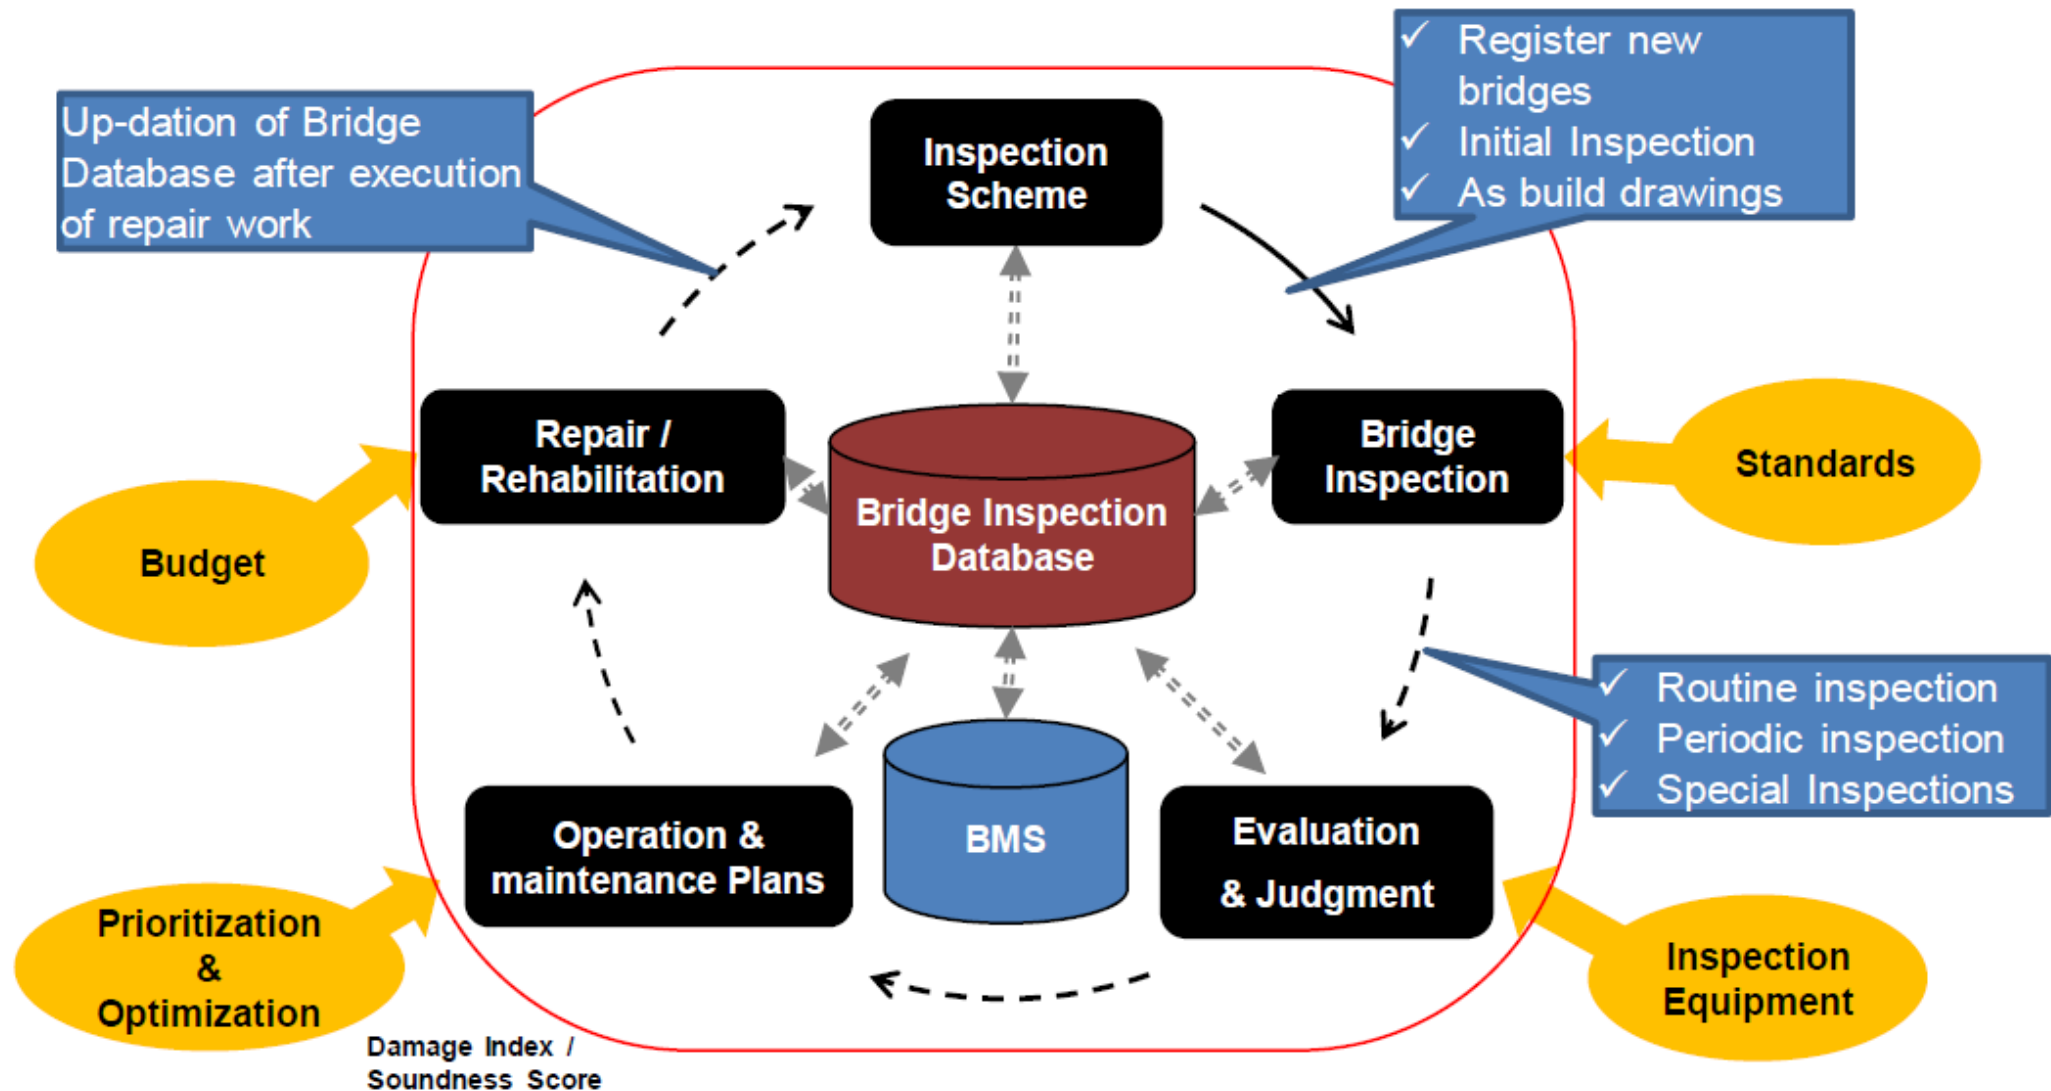 Up-dation of Bridge
Database after execution
of repair work
Inspection
Scheme
✓ Register new
bridges
✓ Initial Inspection
✓ As build drawings
Repair /
Rehabilitation
Bridge Inspection
Database
Bridge
Inspection
Standards
Budget
✓ Routine inspection
✓ Periodic inspection
✓ Special Inspections
Operation &
maintenance Plans
BMS
Evaluation
& Judgment
Prioritization
&
Optimization
Inspection
Equipment
Damage Index /
Soundness Score